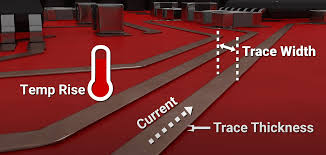 Trace Width
Temp Rise
Current
Trace Thickness